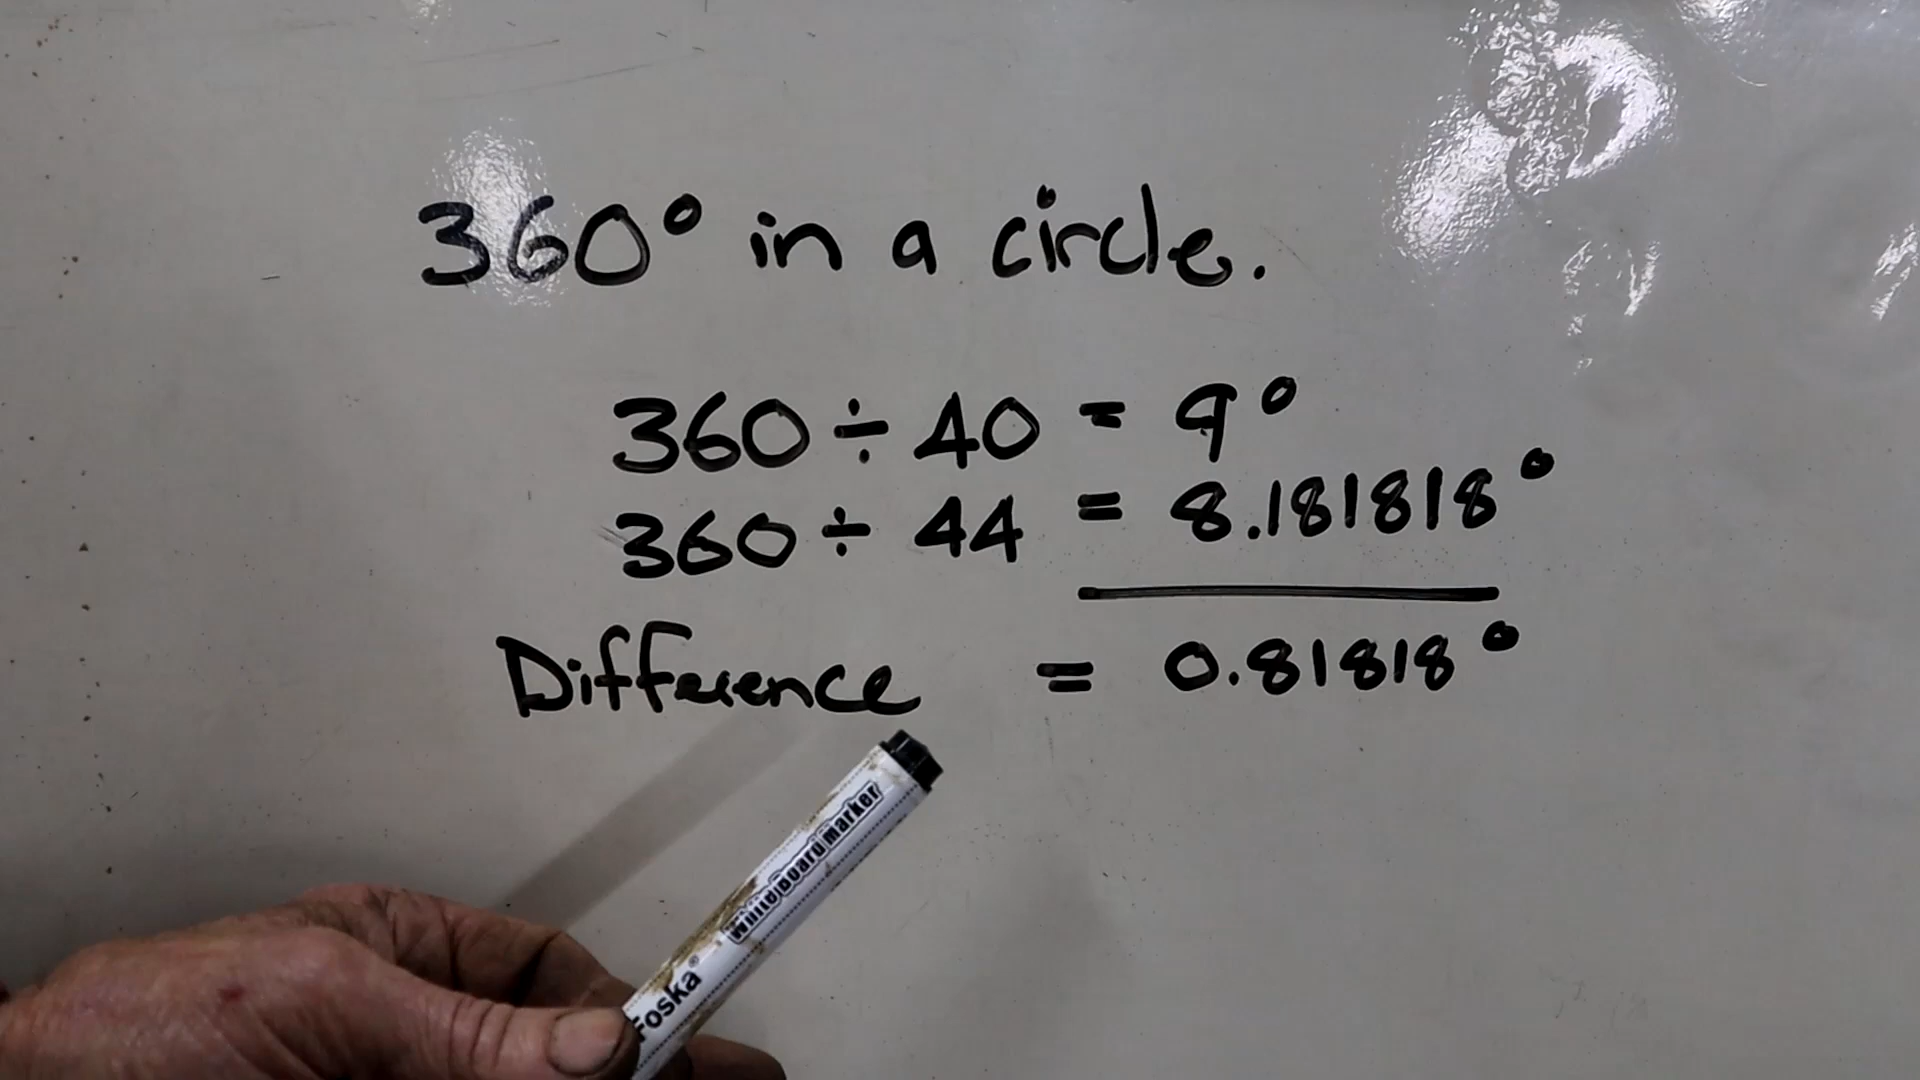 360° in a circle.
360 ÷ 40 = 9°
360 ÷ 44 = 8.181818°
Difference = 0.81818°
Foska® White Board Marker